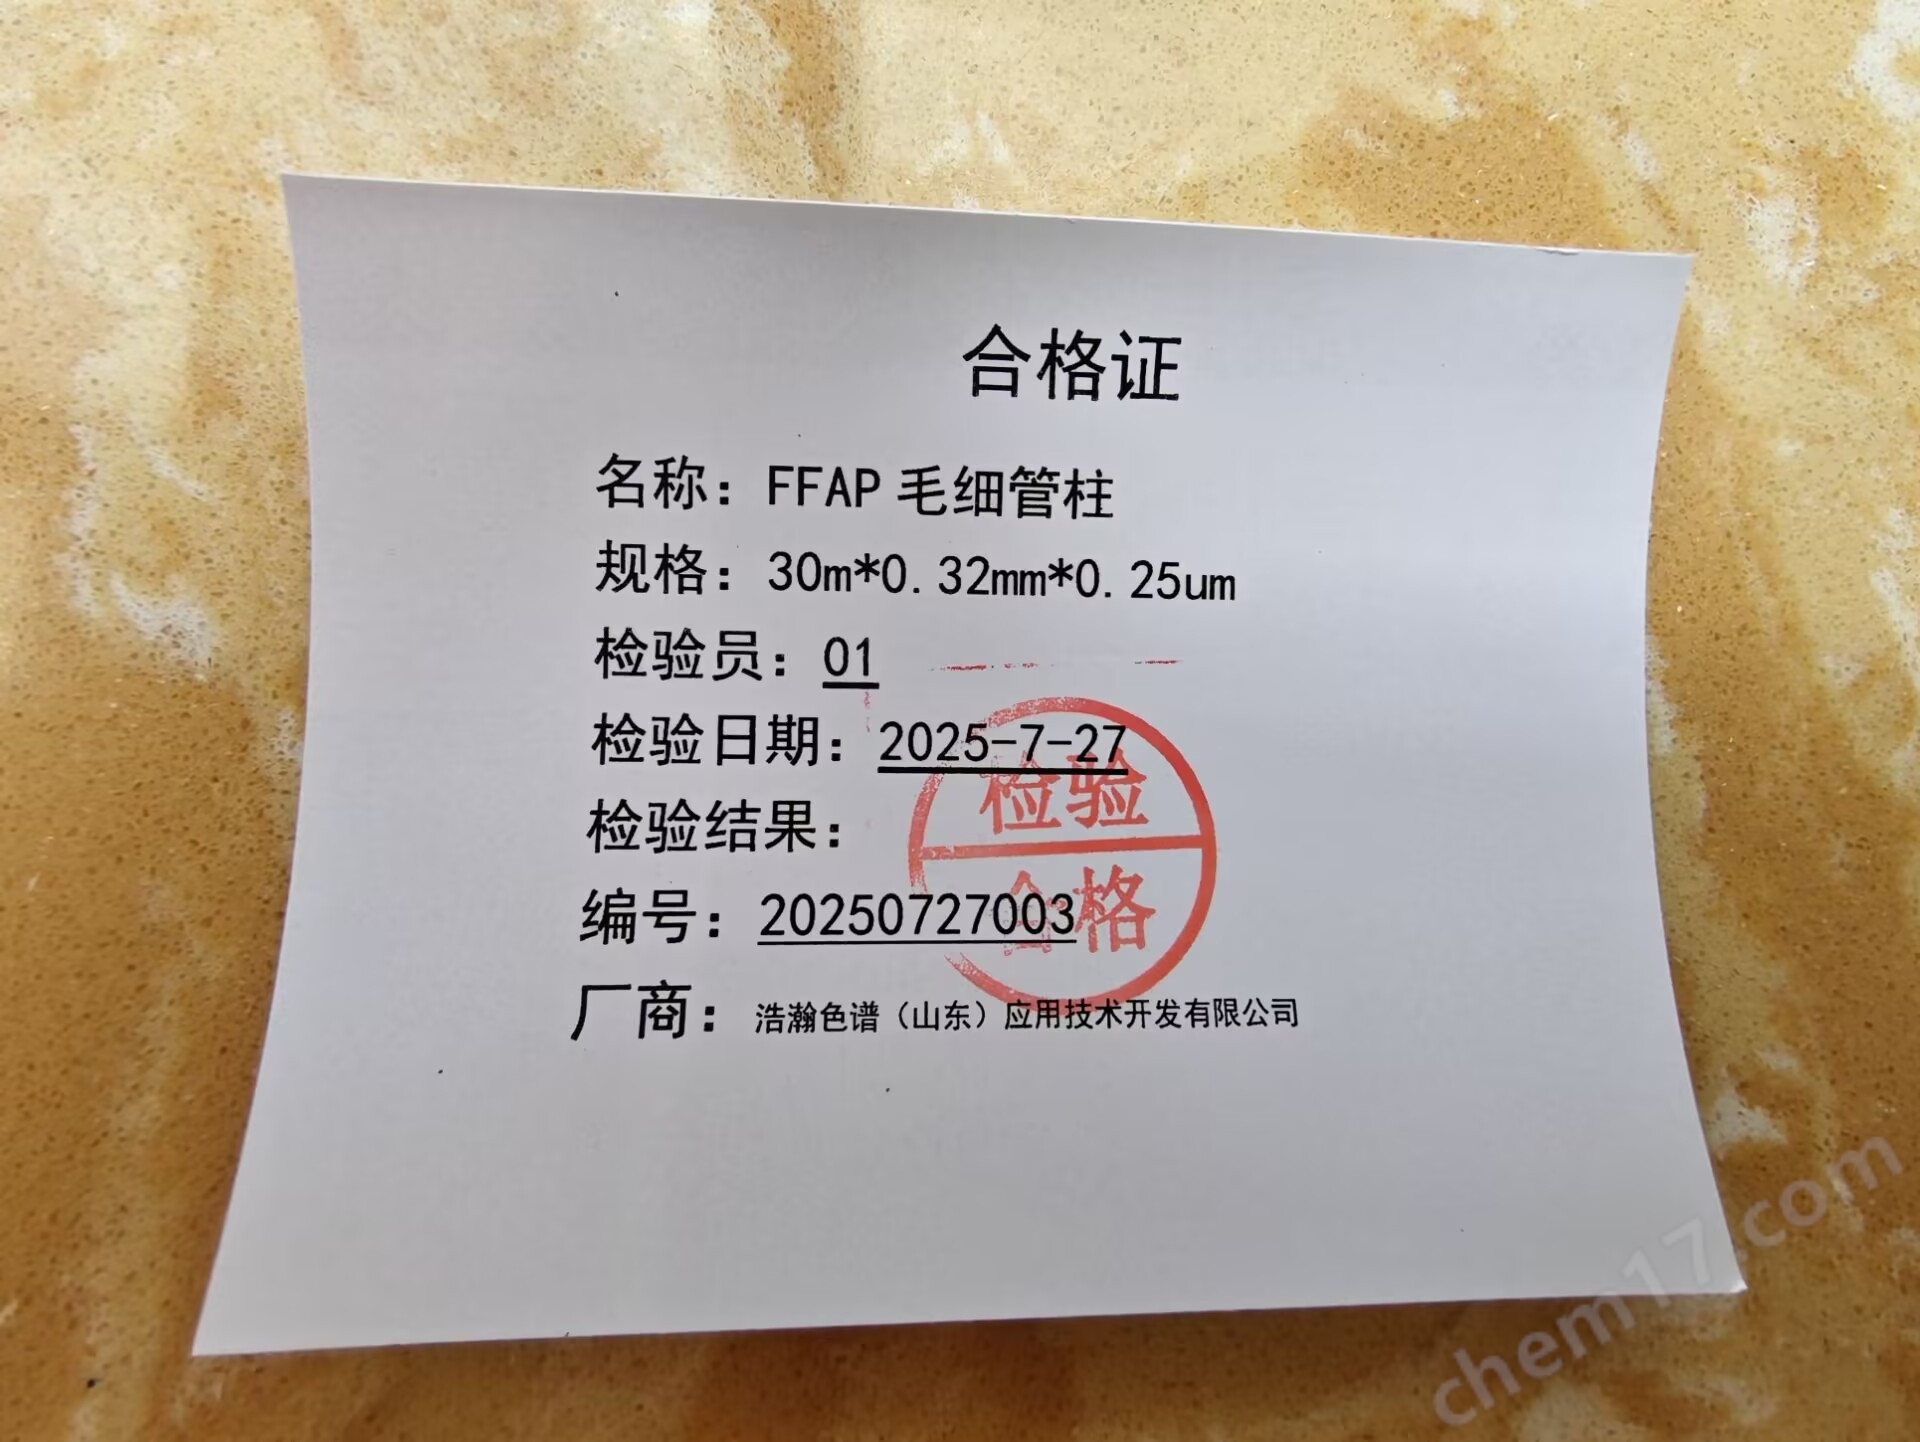 合格证
名称：FFAP 毛细管柱
规格：30m*0.32mm*0.25um
检验员：01
检验日期：2025-7-27
检验结果：
检验
合格
编号：20250727003
厂商：浩瀚色谱（山东）应用技术开发有限公司
chem17.com